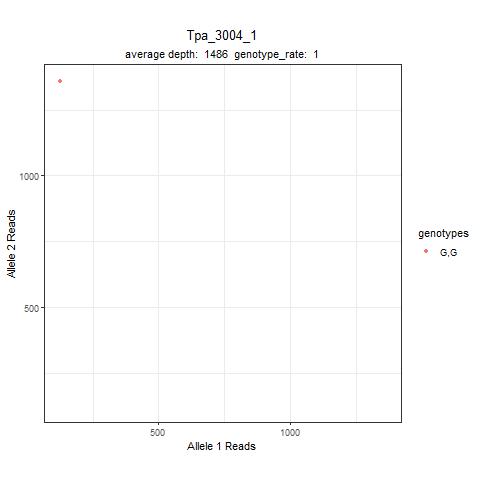 Tpa_3004_1
average depth: 1486 genotype_rate: 1
Allele 2 Reads
1000
500
500 1000
Allele 1 Reads
genotypes
G,G